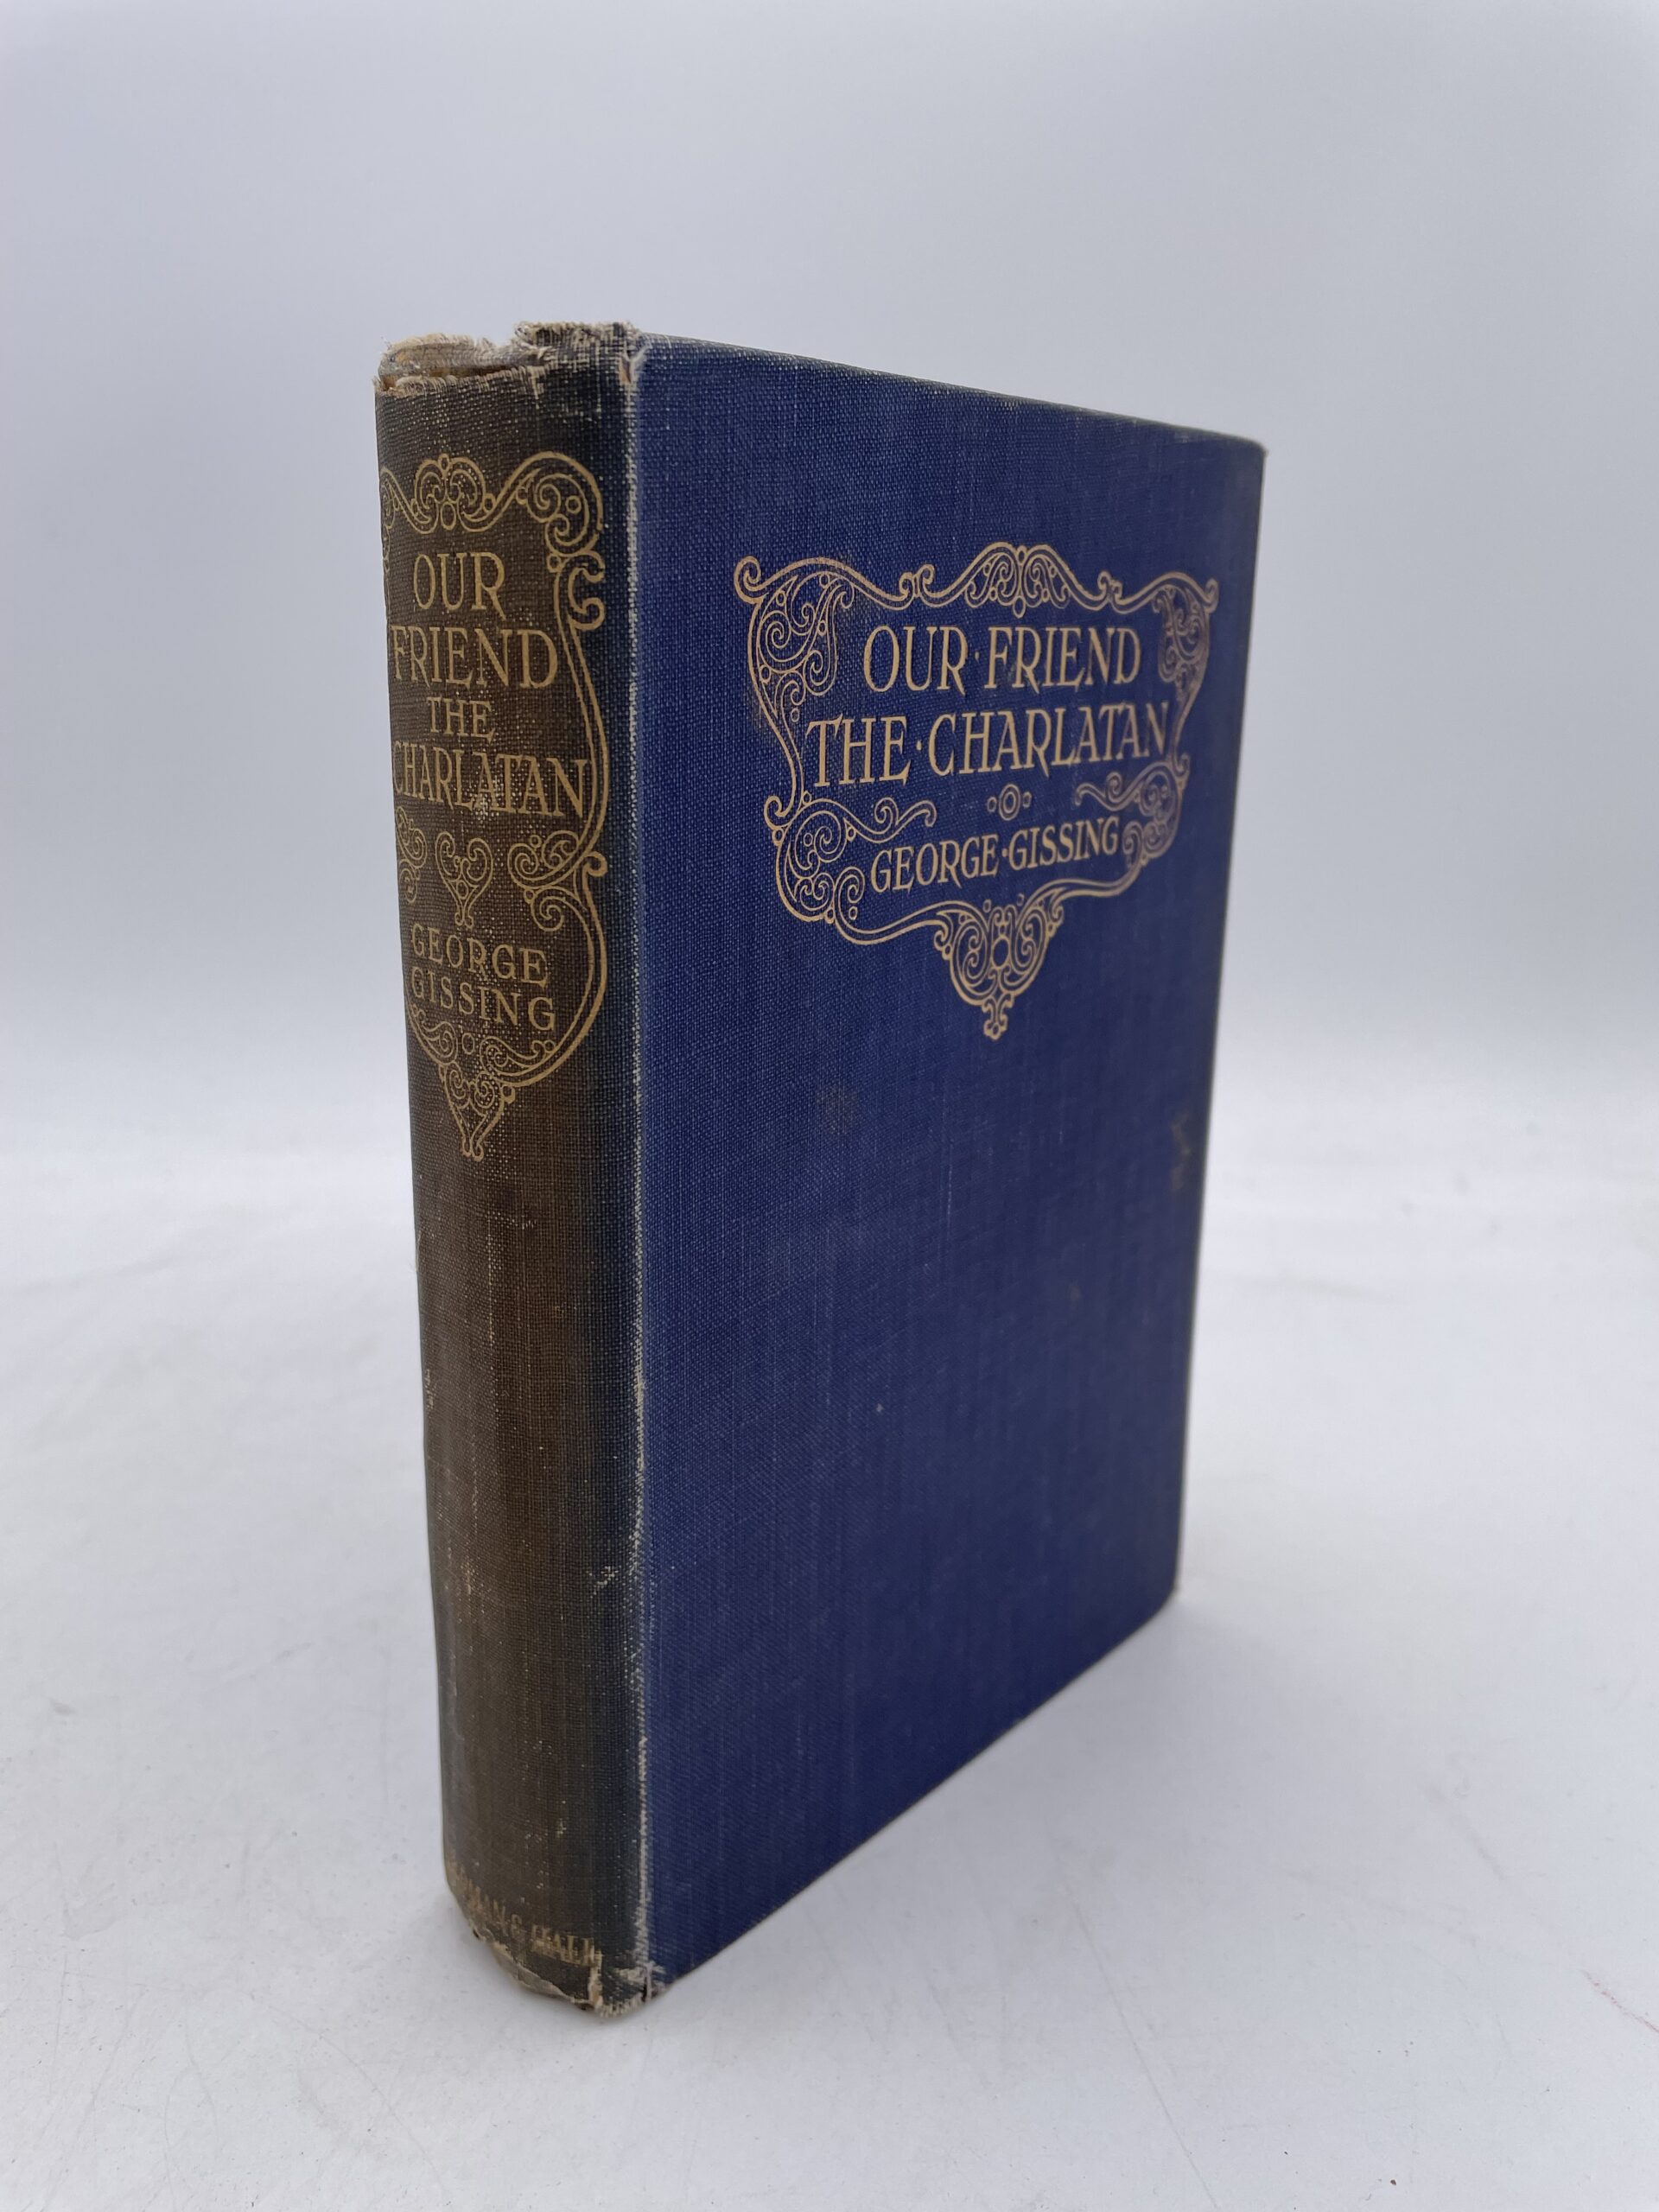 OUR
FRIEND
THE
CHARLATAN
GEORGE
GISSING
OUR·FRIEND
THE·CHARLATAN
GEORGE·GISSING